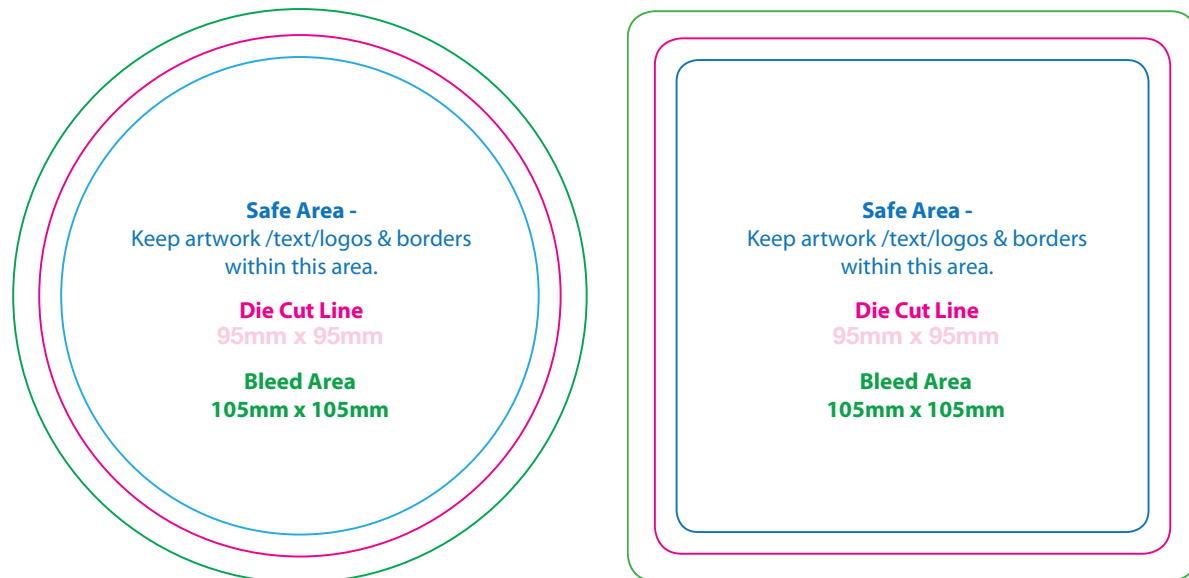 Safe Area -
Keep artwork /text/logos & borders
within this area.
Die Cut Line
95mm x 95mm
Bleed Area
105mm x 105mm
Safe Area -
Keep artwork /text/logos & borders
within this area.
Die Cut Line
95mm x 95mm
Bleed Area
105mm x 105mm